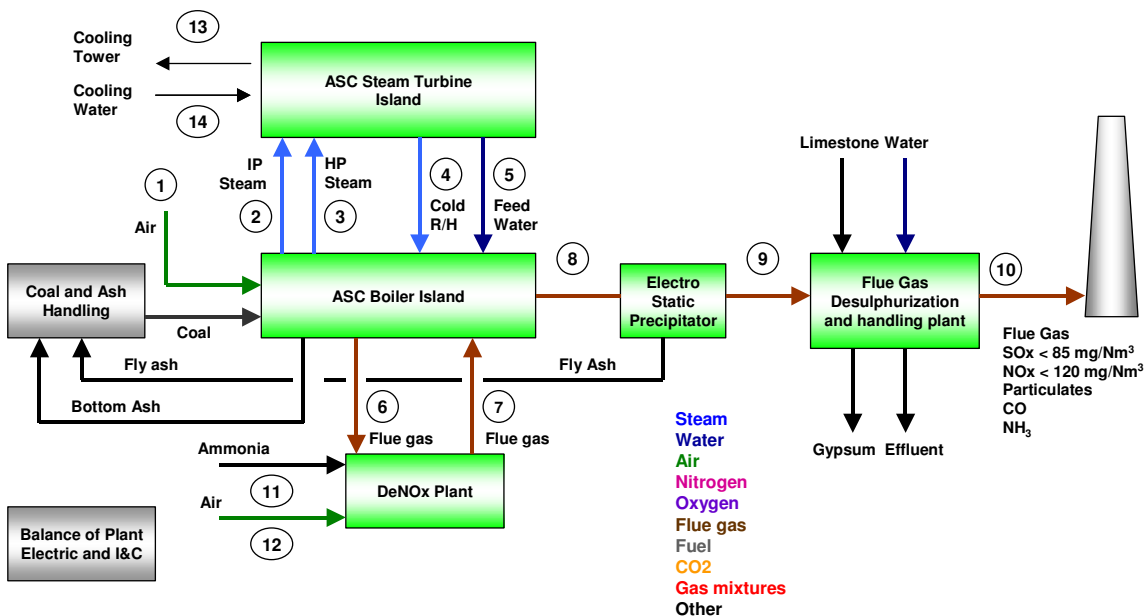 13
Cooling
Tower
Cooling
Water
14
ASC Steam Turbine
Island
IP
Steam
2
HP
Steam
3
4
Cold
R/H
5
Feed
Water
1
Air
Limestone Water
Coal and Ash
Handling
Coal
ASC Boiler Island
8
Electro
Static
Precipitator
9
Flue Gas
Desulphurization
and handling plant
10
Flue Gas
SOx < 85 mg/Nm³
NOx < 120 mg/Nm³
Particulates
CO
NH₃
Fly ash
Fly Ash
Bottom Ash
6
Flue gas
7
Flue gas
Gypsum Effluent
Ammonia
11
Air
12
DeNOx Plant
Balance of Plant
Electric and I&C
Steam
Water
Air
Nitrogen
Oxygen
Flue gas
Fuel
CO2
Gas mixtures
Other